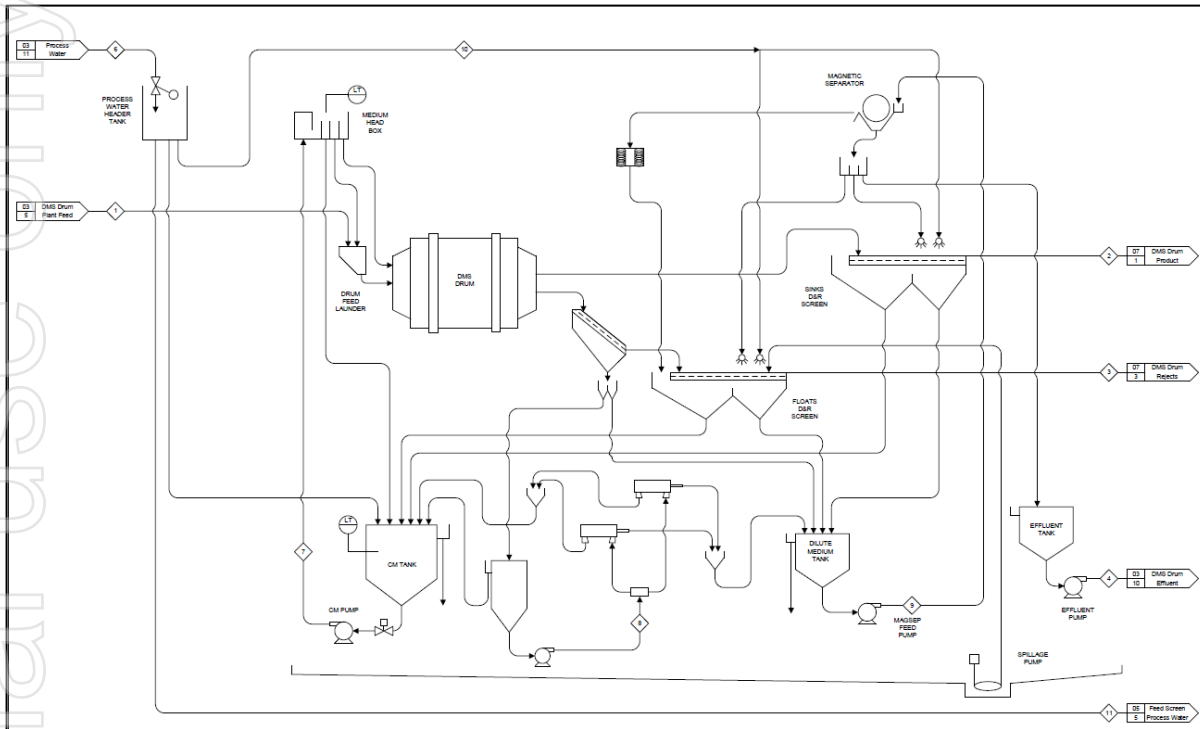 03 Process
11 Water
6
10
MAGNETIC
SEPARATOR
LT
PROCESS
WATER
HEADER
TANK
MEDIUM
HEAD
BOX
03 DMS Drum
6 Plant Feed
1
DMS
DRUM
DRUM
FEED
LAUNDER
SINKS
D&R
SCREEN
2
07 DMS Drum
1 Product
FLOATS
D&R
SCREEN
3
07 DMS Drum
3 Rejects
LT
CM TANK
DILUTE
MEDIUM
TANK
EFFLUENT
TANK
7
CM PUMP
8
9
MAGSEP
FEED
PUMP
4
03 DMS Drum
10 Effluent
EFFLUENT
PUMP
SPILLAGE
PUMP
11
05 Feed Screen
5 Process Water